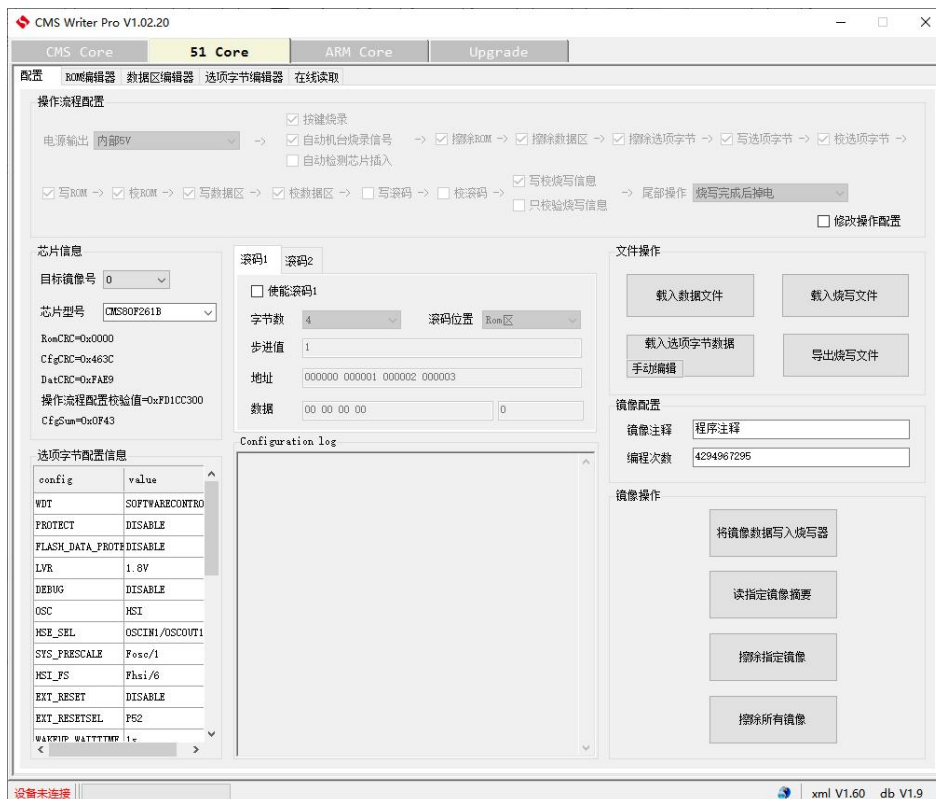 CMS Writer Pro V1.02.20
CMS Core 51 Core ARM Core Upgrade
配置 ROM编辑器 数据区编辑器 选项字节编辑器 在线读取
操作流程配置
按键烧录
电源输出 内部5V -> 自动机台烧录信号 -> 擦除ROM -> 擦除数据区 -> 擦除选项字节 -> 写选项字节 -> 校选项字节 ->
自动检测芯片插入
写ROM -> 校ROM -> 写数据区 -> 校数据区 -> 写滚码 -> 校滚码 -> 写校烧写信息 -> 尾部操作 烧写完成后掉电
只校验烧写信息
修改操作配置
芯片信息
目标镜像号 0
芯片型号 CMS80F261B
RomCRC=0x0000
CfgCRC=0x463C
DatCRC=0xFAE9
操作流程配置校验值=0xFD1CC300
CfgSum=0x0F43
选项字节配置信息
config value
WDT SOFTWARECONTRO
PROTECT DISABLE
FLASH_DATA_PROTE DISABLE
LVR 1.8V
DEBUG DISABLE
OSC HSI
HSE_SEL OSCIN1/OSCOUT1
SYS_PRESCALE Fosc/1
HSI_FS Fhsi/6
EXT_RESET DISABLE
EXT_RESETSEL P52
WAKEUP_WAITTIME 1s
滚码1 滚码2
使能滚码1
字节数 4 滚码位置 Rom区
步进值 1
地址 000000 000001 000002 000003
数据 00 00 00 00 0
Configuration log
文件操作
载入数据文件 载入烧写文件
载入选项字节数据 导出烧写文件
手动编辑
镜像配置
镜像注释 程序注释
编程次数 4294967295
镜像操作
将镜像数据写入烧写器
读指定镜像摘要
擦除指定镜像
擦除所有镜像
设备未连接 xml V1.60 db V1.9